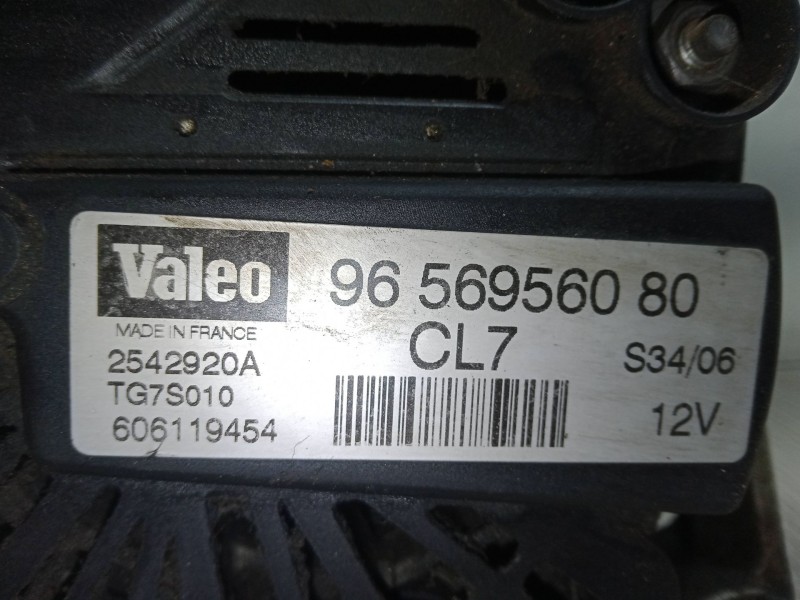 Valeo
96 569560 80
MADE IN FRANCE
CL7
2542920A
S34/06
TG7S010
606119454
12V